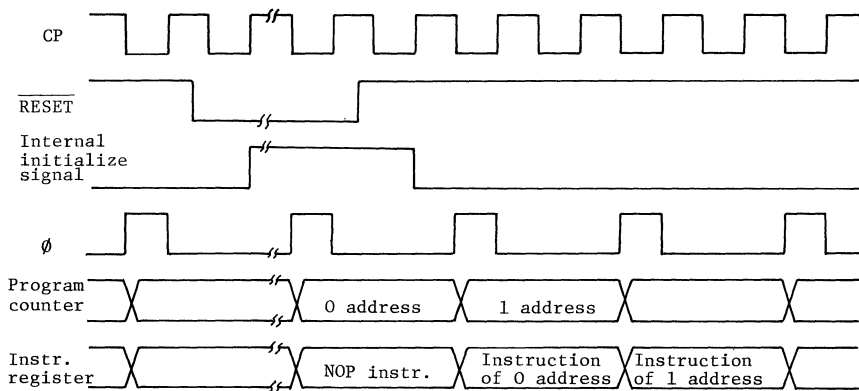 CP
RESET
Internal
initialize
signal
ø
Program
counter
0 address
1 address
Instr.
register
NOP instr.
Instruction
of 0 address
Instruction
of 1 address